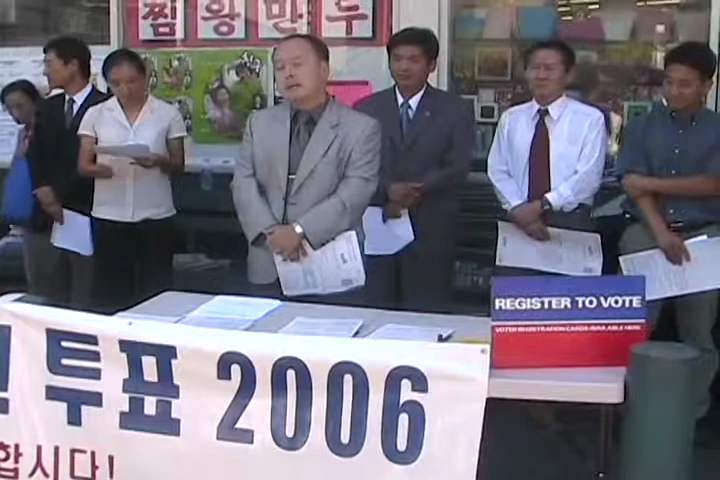 찜 왕 만 두
REGISTER TO VOTE
VOTER REGISTRATION CARDS AVAILABLE HERE
투표 2006
합시다!